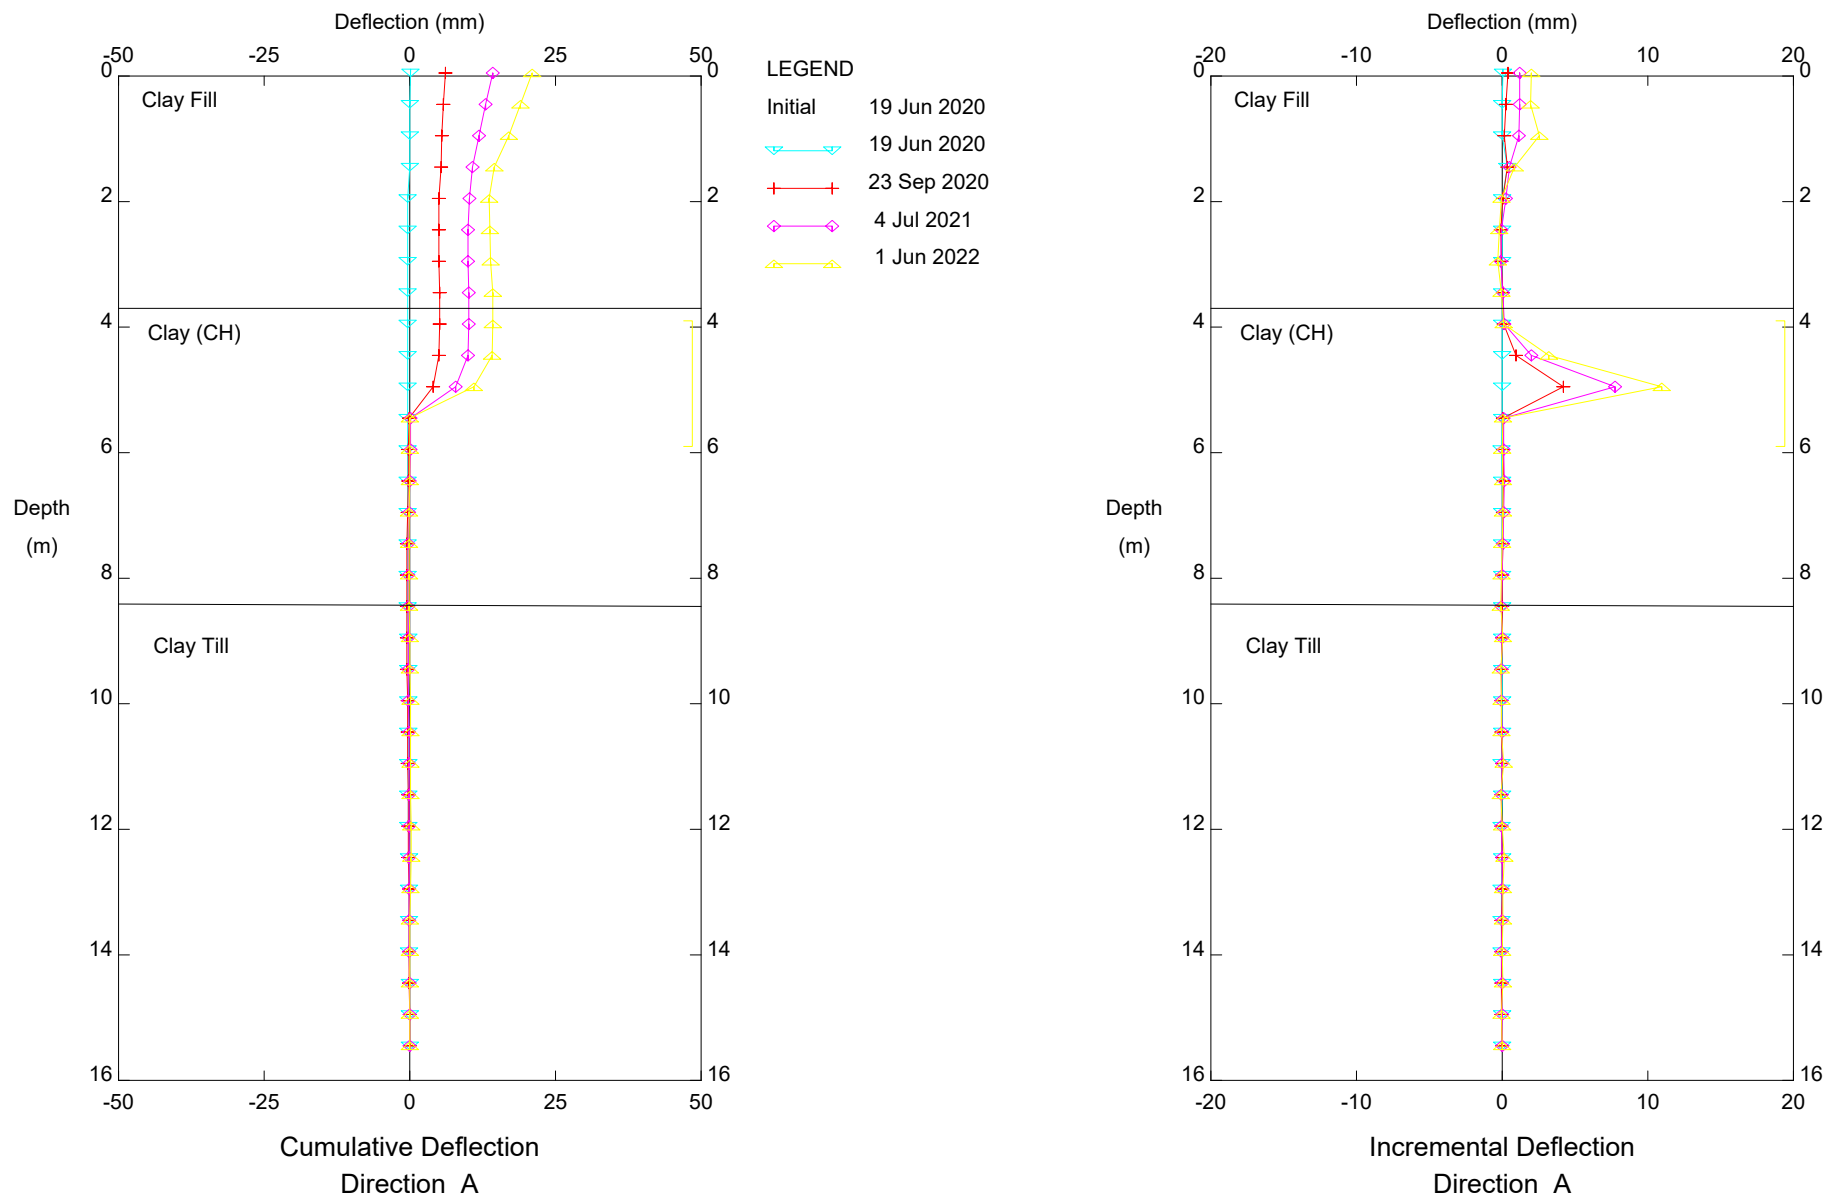 Deflection (mm)
-50 -25 0 25 50
0 0
Clay Fill
2 2
4 4
Clay (CH)
6 6
Depth
(m)
8 8
Clay Till
10 10
12 12
14 14
16 16
-50 -25 0 25 50
Cumulative Deflection
Direction A
LEGEND
Initial 19 Jun 2020
19 Jun 2020
23 Sep 2020
4 Jul 2021
1 Jun 2022
Deflection (mm)
-20 -10 0 10 20
0 0
Clay Fill
2 2
4 4
Clay (CH)
6 6
Depth
(m)
8 8
Clay Till
10 10
12 12
14 14
16 16
-20 -10 0 10 20
Incremental Deflection
Direction A